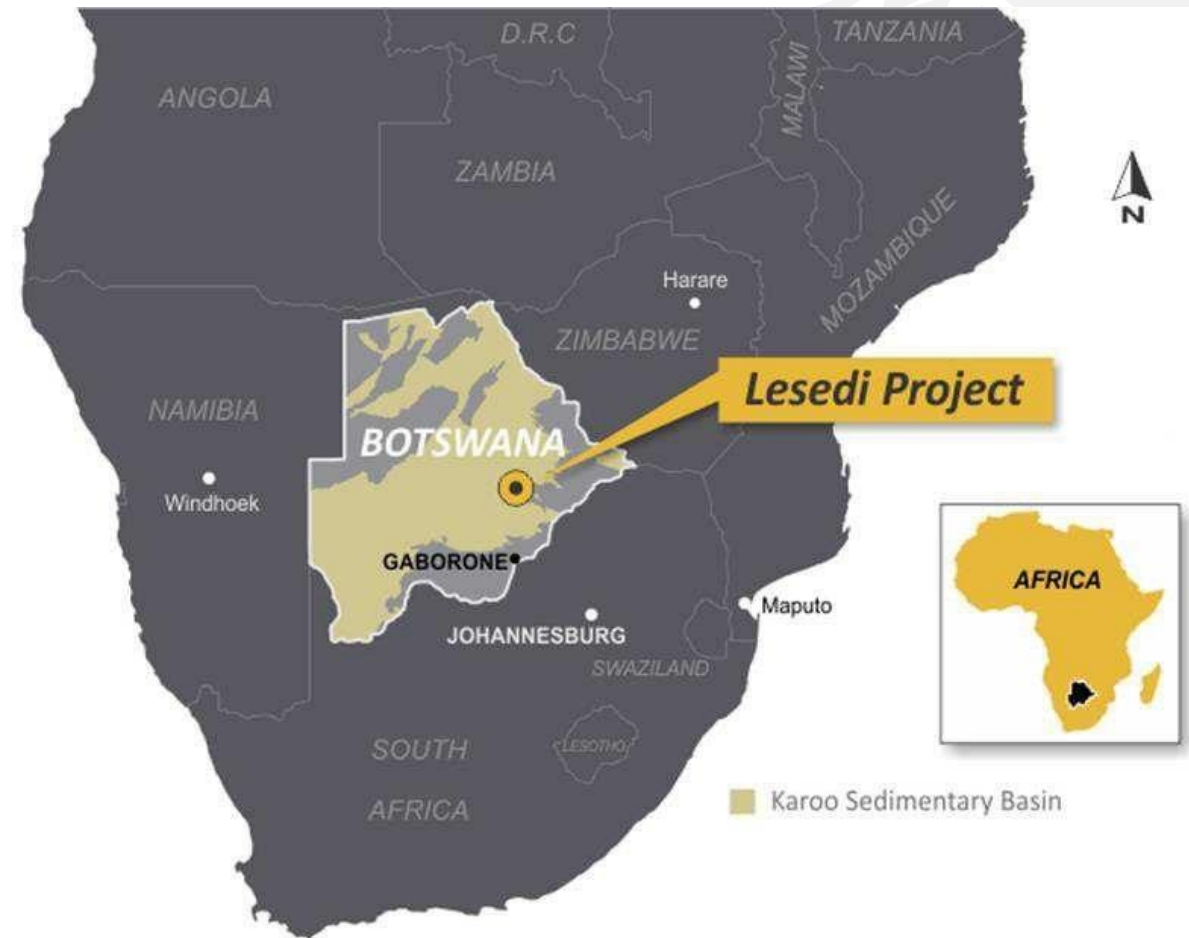 D.R.C
TANZANIA
ANGOLA
MALAWI
ZAMBIA
N
MOZAMBIQUE
Harare
ZIMBABWE
Lesedi Project
NAMIBIA
BOTSWANA
Windhoek
GABORONE
AFRICA
Maputo
JOHANNESBURG
SWAZILAND
SOUTH
AFRICA
LESOTHO
Karoo Sedimentary Basin